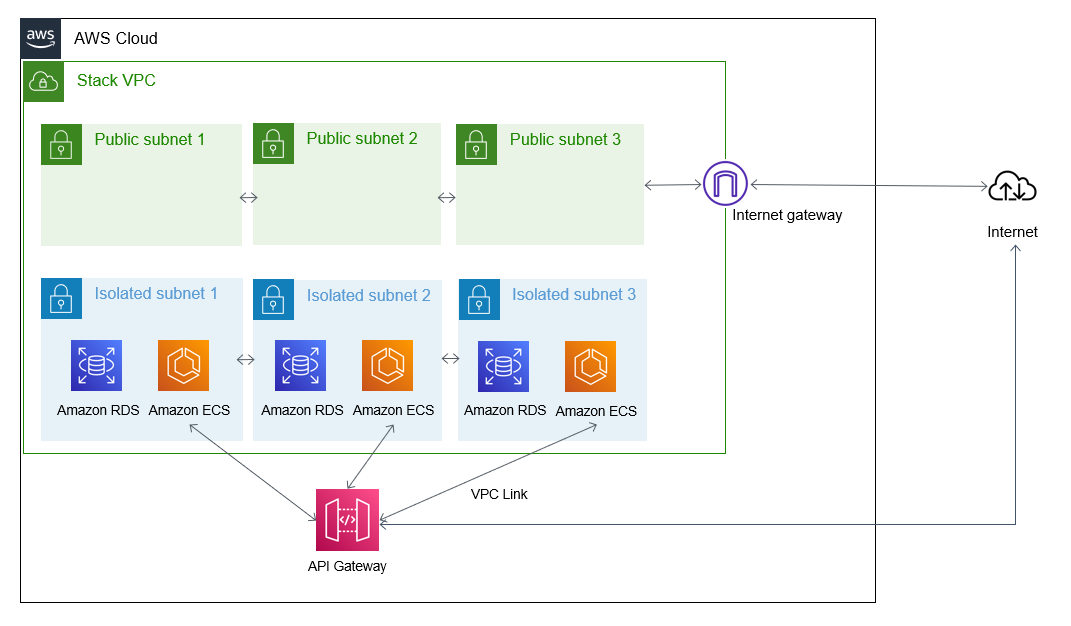 aws
AWS Cloud
Stack VPC
Public subnet 1
Public subnet 2
Public subnet 3
Internet gateway
Internet
Isolated subnet 1
Isolated subnet 2
Isolated subnet 3
Amazon RDS
Amazon ECS
Amazon RDS
Amazon ECS
Amazon RDS
Amazon ECS
VPC Link
</>
API Gateway